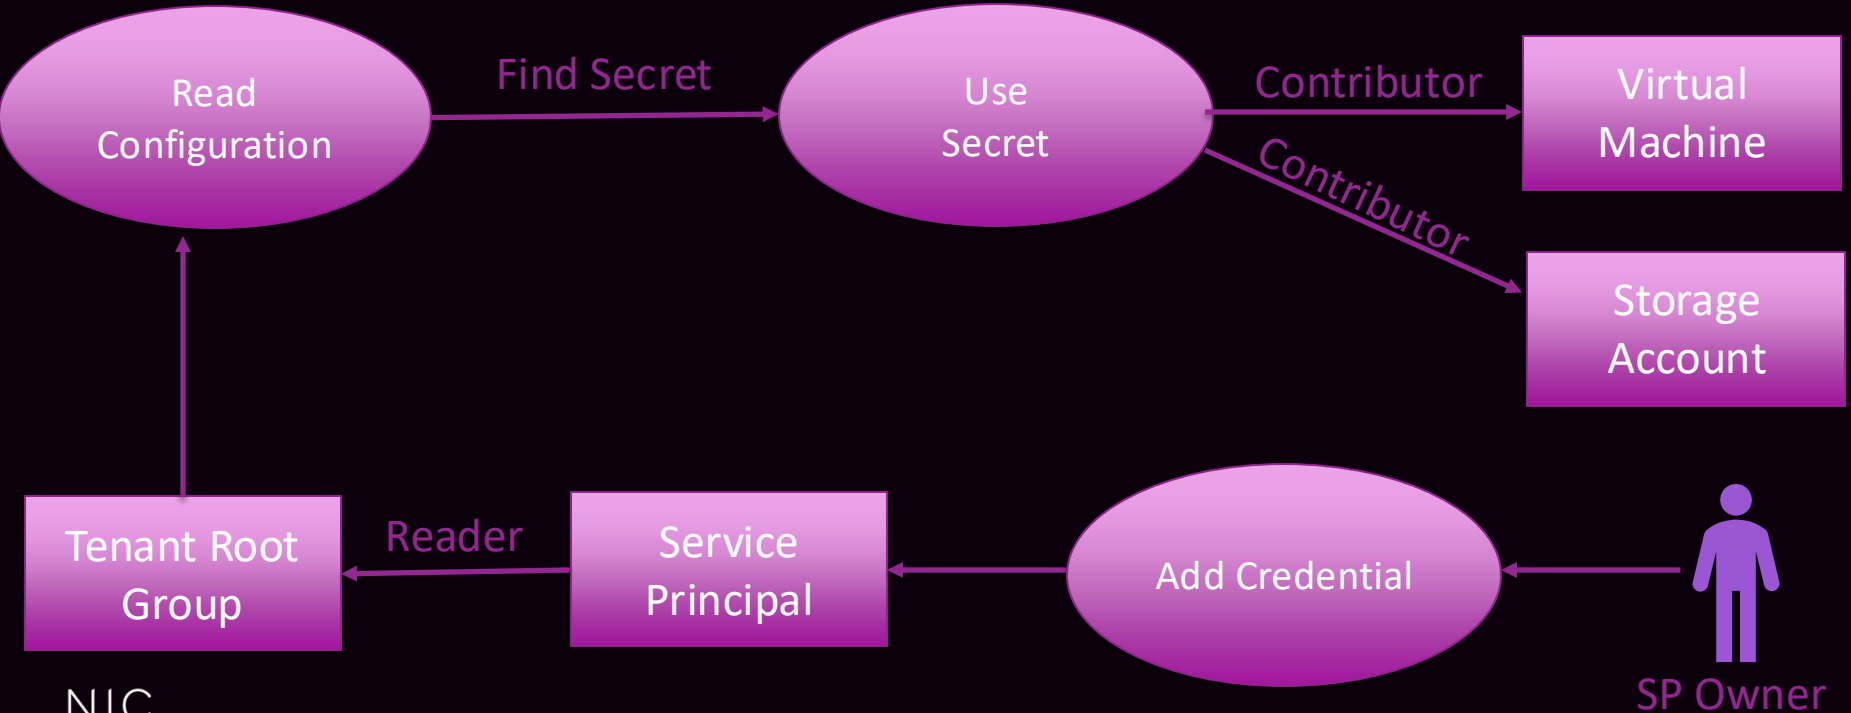 Read
Configuration
Find Secret
Use
Secret
Contributor
Virtual
Machine
Contributor
Storage
Account
Tenant Root
Group
Reader
Service
Principal
Add Credential
SP Owner
NIC